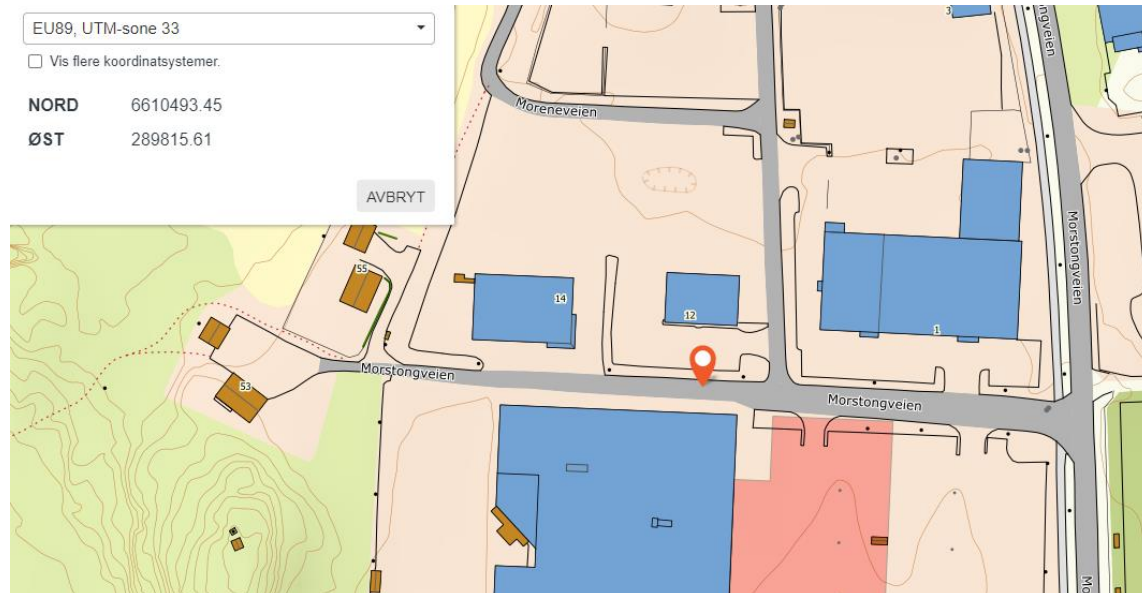 EU89, UTM-sone 33
Vis flere koordinatsystemer.
NORD 6610493.45
ØST 289815.61
AVBRYT
3
Moreneveien
Morstongveien
Morstongveien
55
14
12
1
53
Morstongveien
Morstongveien
Mo